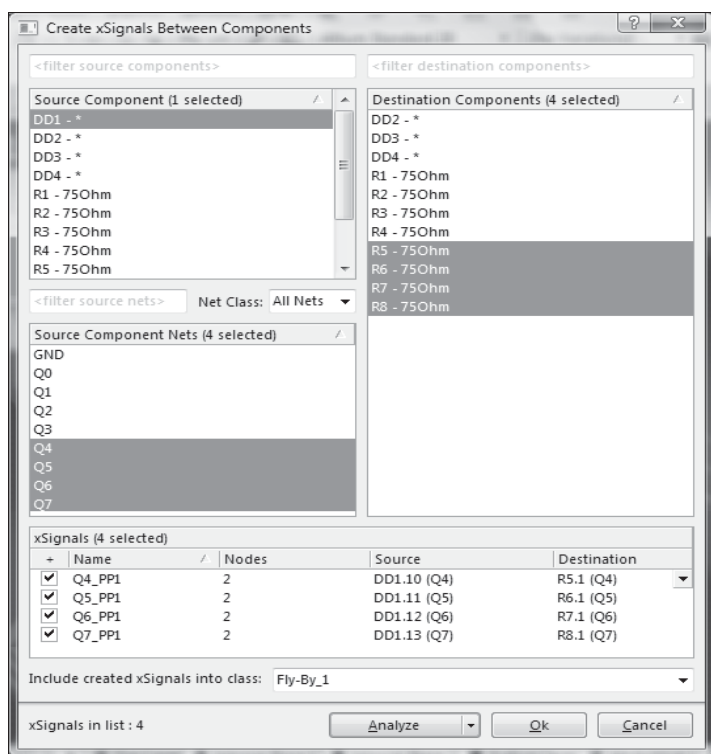 Create xSignals Between Components
<filter source components>
<filter destination components>
Source Component (1 selected)
DD1 - *
DD2 - *
DD3 - *
DD4 - *
R1 - 75Ohm
R2 - 75Ohm
R3 - 75Ohm
R4 - 75Ohm
R5 - 75Ohm
Destination Components (4 selected)
DD2 - *
DD3 - *
DD4 - *
R1 - 75Ohm
R2 - 75Ohm
R3 - 75Ohm
R4 - 75Ohm
R5 - 75Ohm
R6 - 75Ohm
R7 - 75Ohm
R8 - 75Ohm
<filter source nets> Net Class: All Nets
Source Component Nets (4 selected)
GND
Q0
Q1
Q2
Q3
Q4
Q5
Q6
Q7
xSignals (4 selected)
+ Name Nodes Source Destination
Q4_PP1 2 DD1.10 (Q4) R5.1 (Q4)
Q5_PP1 2 DD1.11 (Q5) R6.1 (Q5)
Q6_PP1 2 DD1.12 (Q6) R7.1 (Q6)
Q7_PP1 2 DD1.13 (Q7) R8.1 (Q7)
Include created xSignals into class: Fly-By_1
xSignals in list : 4 Analyze Ok Cancel